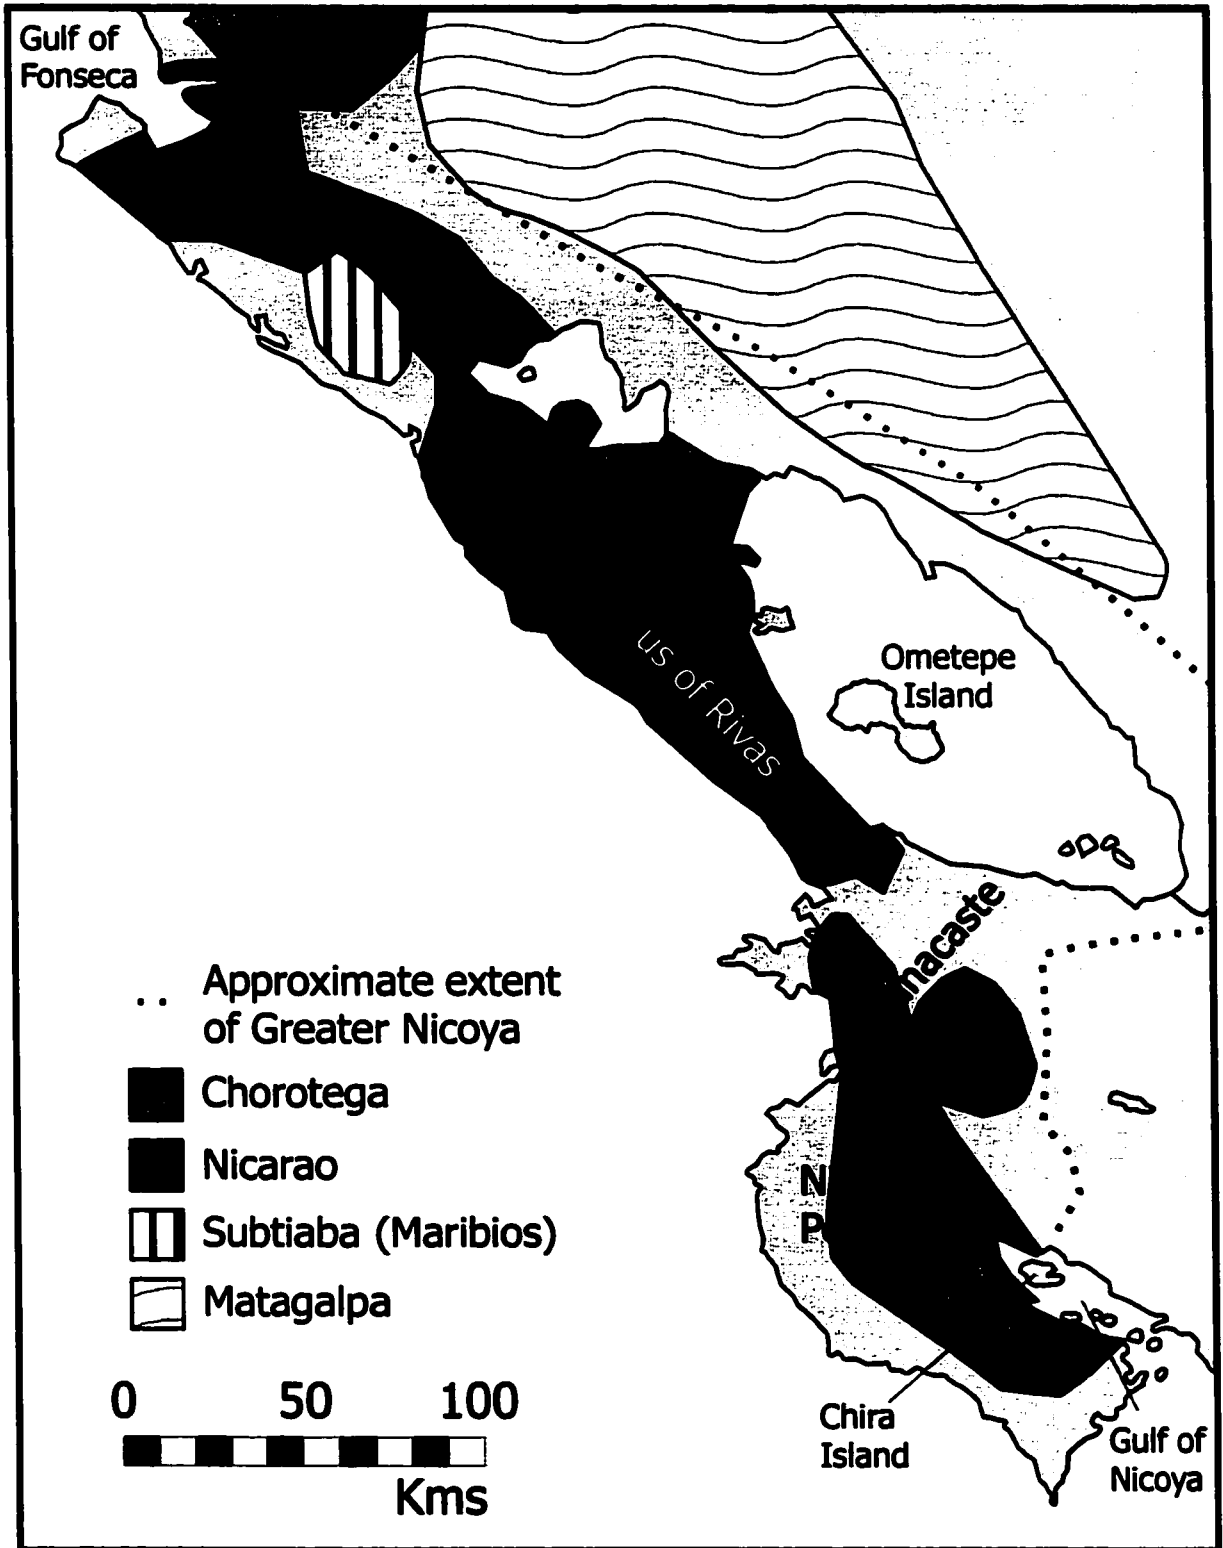 Gulf of
Fonseca
us of Rivas
Ometepe
Island
nacaste
N
P
Approximate extent
of Greater Nicoya
Chorotega
Nicarao
Subtiaba (Maribios)
Matagalpa
0 50 100
Kms
Chira
Island
Gulf of
Nicoya